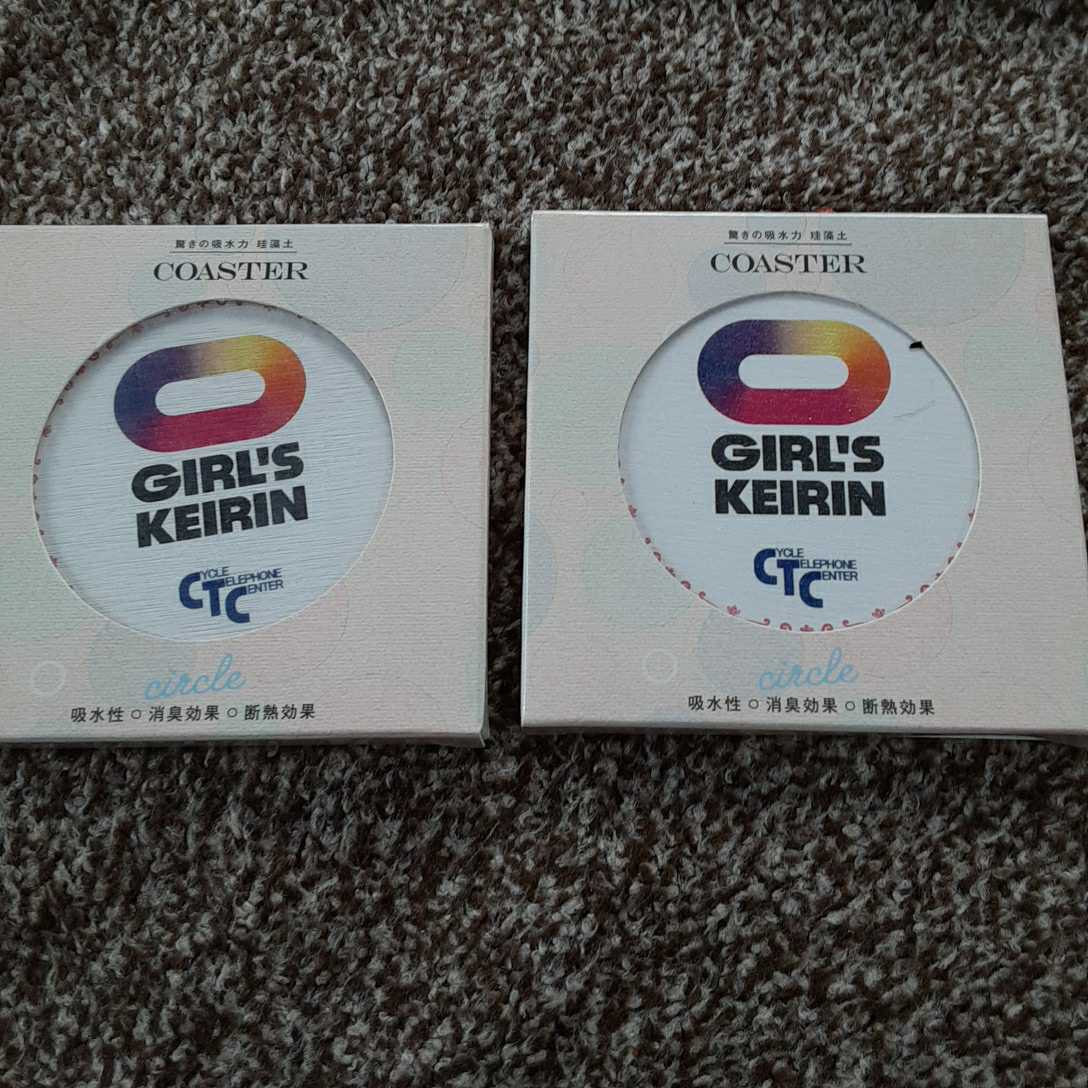 驚きの吸水力 珪藻土
COASTER
GIRL'S
KEIRIN
CYCLE
TELEPHONE
CENTER
circle
吸水性 ○ 消臭効果 ○ 断熱効果
驚きの吸水力 珪藻土
COASTER
GIRL'S
KEIRIN
CYCLE
TELEPHONE
CENTER
circle
吸水性 ○ 消臭効果 ○ 断熱効果